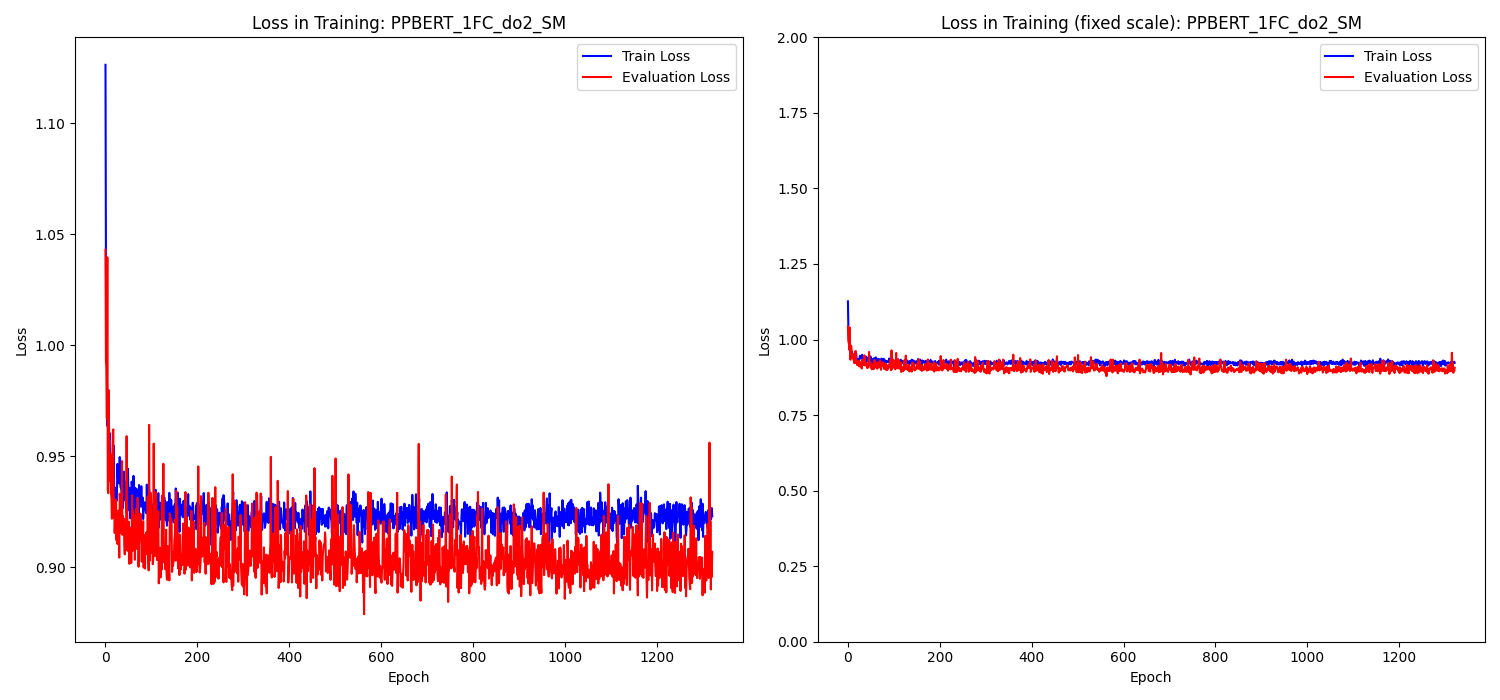 Loss in Training: PPBERT_1FC_do2_SM
Train Loss
Evaluation Loss
1.10
1.05
1.00
0.95
0.90
Loss
0 200 400 600 800 1000 1200
Epoch
Loss in Training (fixed scale): PPBERT_1FC_do2_SM
Train Loss
Evaluation Loss
2.00
1.75
1.50
1.25
1.00
0.75
0.50
0.25
0.00
Loss
0 200 400 600 800 1000 1200
Epoch